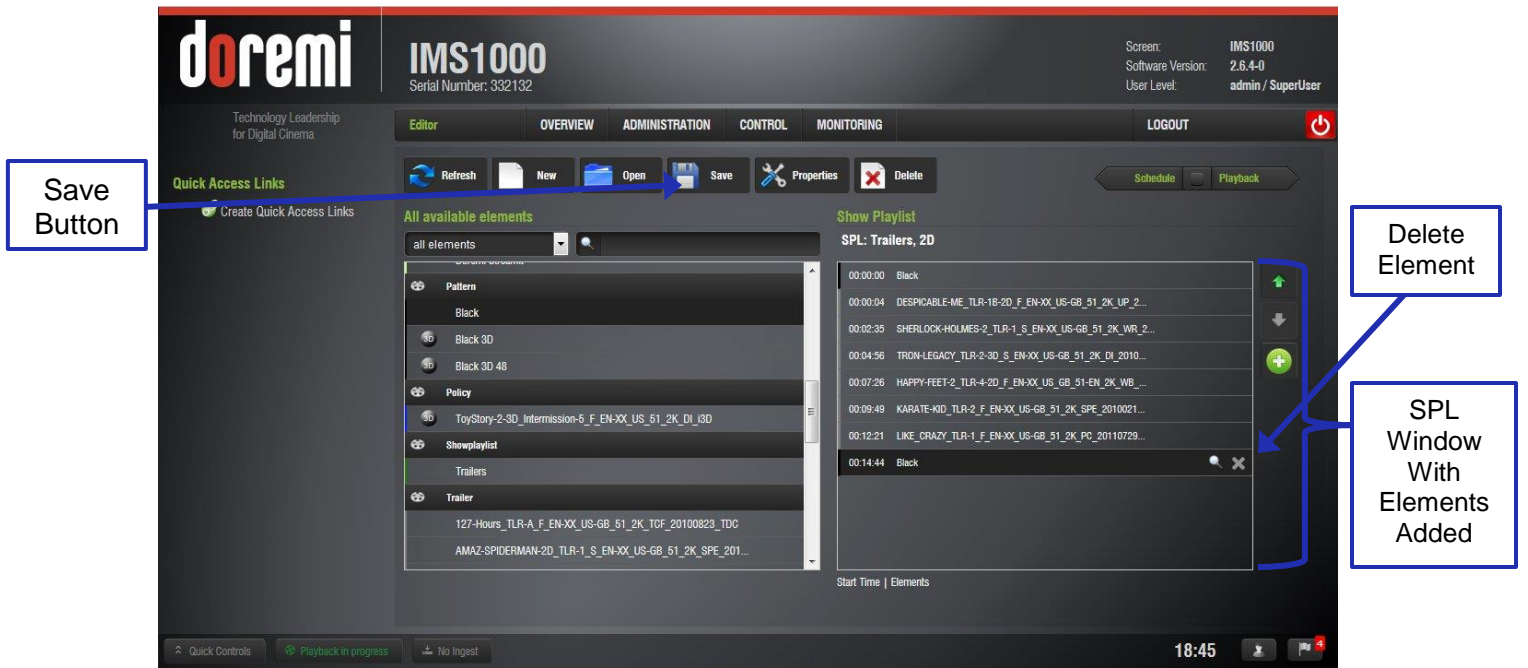 doremi
IMS1000
Serial Number: 332132
Screen: IMS1000
Software Version: 2.6.4-0
User Level: admin / SuperUser
Technology Leadership
for Digital Cinema
Editor OVERVIEW ADMINISTRATION CONTROL MONITORING LOGOUT
Save
Button
Quick Access Links
Create Quick Access Links
Refresh New Open Save Properties Delete
Schedule Playback
All available elements
all elements
Pattern
Black
3D Black 3D
3D Black 3D 48
Policy
3D ToyStory-2-3D_Intermission-5_F_EN-XX_US_51_2K_DI_i3D
Showplaylist
Trailers
Trailer
127-Hours_TLR-A_F_EN-XX_US-GB_51_2K_TCF_20100823_TDC
AMAZ-SPIDERMAN-2D_TLR-1_S_EN-XX_US-GB_51_2K_SPE_201...
Show Playlist
SPL: Trailers, 2D
00:00:00 Black
00:00:04 DESPICABLE-ME_TLR-1B-2D_F_EN-XX_US-GB_51_2K_UP_2...
00:02:35 SHERLOCK-HOLMES-2_TLR-1_S_EN-XX_US-GB_51_2K_WR_2...
00:04:56 TRON-LEGACY_TLR-2-3D_S_EN-XX_US-GB_51_2K_DI_2010...
00:07:26 HAPPY-FEET-2_TLR-4-2D_F_EN-XX_US_GB_51-EN_2K_WB_...
00:09:49 KARATE-KID_TLR-2_F_EN-XX_US-GB_51_2K_SPE_2010021...
00:12:21 LIKE_CRAZY_TLR-1_F_EN-XX_US-GB_51_2K_PC_20110729...
00:14:44 Black
Start Time | Elements
Delete
Element
SPL
Window
With
Elements
Added
Quick Controls Playback in progress No Ingest 18:45 4